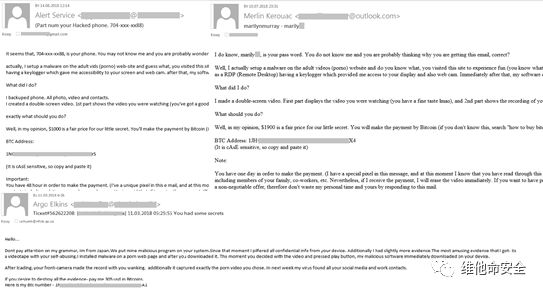 Вт 14.08.2018 12:14
Alert Service
(Part num your Hacked phone. 704-xxx-xx88)
Кому
It seems that, 704-xxx-xx88, is your phone. You may not know me and you are probably wonder
actually, I setup a malware on the adult vids (porno) web-site and guess what, you visited this sit
having a keylogger which gave me accessibility to your screen and web cam. after that, my softwar
What did I do?
I backuped phone. All photo, video and contacts.
I created a double-screen video. 1st part shows the video you were watching (you've got a good
exactly what should you do?
Well, in my opinion, $1000 is a fair price for our little secret. You'll make the payment by Bitcoin (i
BTC Address:
(It is cAsE sensitive, so copy and paste it)
Important:
You have 48 hour in order to make the payment. (I've a unique pixel in this e mail, and at this mo
Вт 10.07.2018
Merlin Kerouac
@outlook.com>
marilyonmurray - marily
Кому
I do know, marily, is your pass word. You do not know me and you are probably thinking why you are getting this email, correct?
Well, I actually setup a malware on the adult videos (porno) website and do you know what, you visited this site to experience fun (you know what
as a RDP (Remote Desktop) having a keylogger which provided me access to your display and also web cam. Immediately after that, my software
What did I do?
I made a double-screen video. First part displays the video you were watching (you have a fine taste lmao), and 2nd part shows the recording of yo
What should you do?
Well, in my opinion, $1900 is a fair price for our little secret. You will make the payment by Bitcoin (if you don't know this, search "how to buy bi
BTC Address: 1JH X4
(It is cAsE sensitive, so copy and paste it)
Note:
You have one day in order to make the payment. (I have a special pixel in this message, and at this moment I know that you have read through this
including members of your family, co-workers, etc. Nevertheless, if I receive the payment, I will erase the video immediately. If you want to have p
a non-negotiable offer, therefore don't waste my personal time and yours by responding to this mail.
Argo Elkins
Ticket# 562622208 11.03.2018 05:25:51 You had some secrets
Кому
Hello...
Dont pay attention on my grammar, Im from Japan. We put mine malicious program on your system. Since that moment I pilfered all confidential info from your device. Additionally I had slightly more evidence. The most amusing evidence that I got- its
a videotape with your self-abusing. I installed malware on a porn web page and after you downloaded it. The moment you decided with the video and pressed play button, my malicious software immediately downloaded on your device.
After loading, your front-camera made the record with you wanking, additionally it captured exactly the porn video you chose. In next week my virus found all your social media and work contacts.
If you desire to destroy all the evidence- pay me in Bitcoin.
Here is my Btc number -
维他命安全